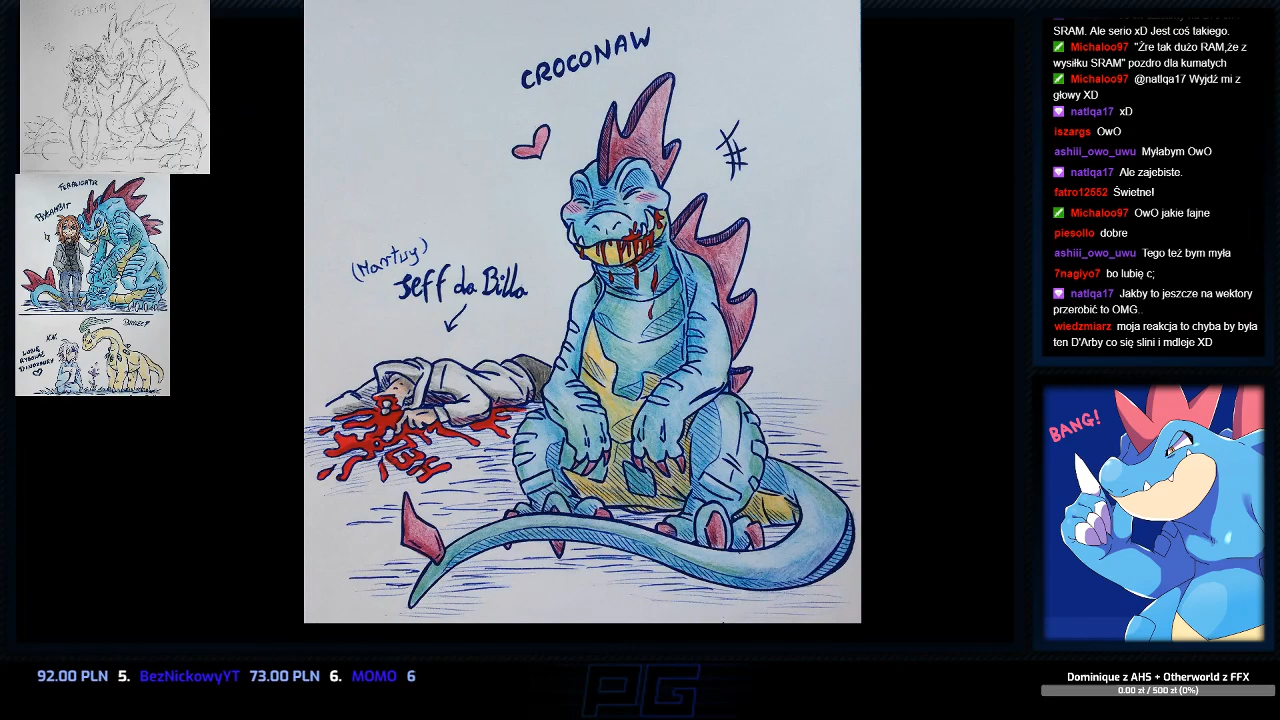 FERALIGATR
CROCONAW
(Martwy)
Jeff da Billa
BANG!
SRAM. Ale serio xD Jest coś takiego.
Michaloo97 "Żre tak dużo RAM,że z
wysiłku SRAM" pozdro dla kumatych
Michaloo97 @natlqa17 Wyjdź mi z
głowy XD
natlqa17 xD
iszargs OwO
ashiii_owo_uwu Myłabym OwO
natlqa17 Ale zajebiste.
fatro12552 Świetne!
Michaloo97 OwO jakie fajne
piesollo dobre
ashiii_owo_uwu Tego też bym myła
7nagiyo7 bo lubię c;
natlqa17 Jakby to jeszcze na wektory
przerobić to OMG..
wiedzmiarz moja reakcja to chyba by była
ten D'Arby co się slini i mdleje XD
92.00 PLN 5. BezNickowyYT 73.00 PLN 6. MOMO 6
PG
Dominique z AHS + Otherworld z FFX
0.00 zł / 500 zł (0%)